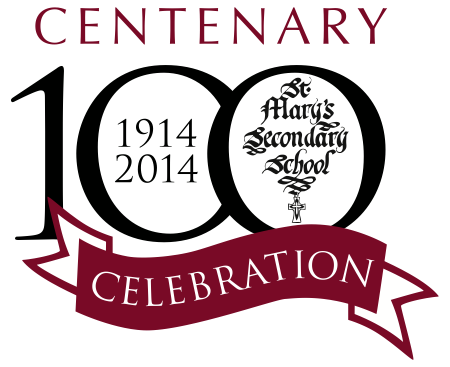 CENTENARY
100
1914
2014
St.
Mary's
Secondary
School
CELEBRATION